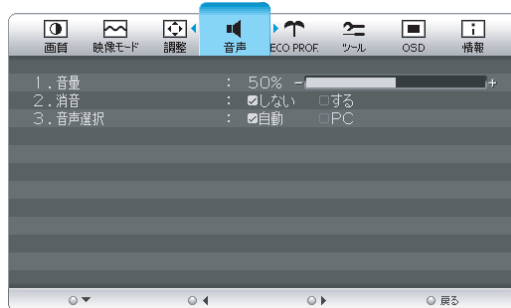 画質 映像モード 調整 音声 ECO PROF. ツール OSD 情報
1.音量 : 50% − +
2.消音 : ☑しない □する
3.音声選択 : ☑自動 □PC
○▼ ○◀ ○▶ ○ 戻る